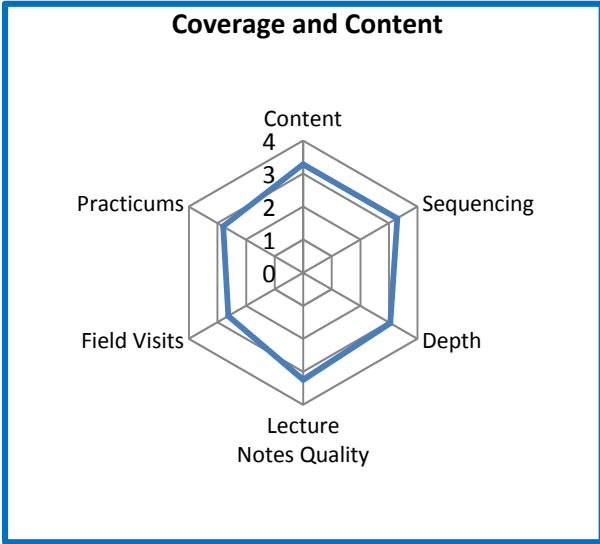 Coverage and Content
Content
4
3
2
1
0
Sequencing
Practicums
Field Visits
Depth
Lecture
Notes Quality